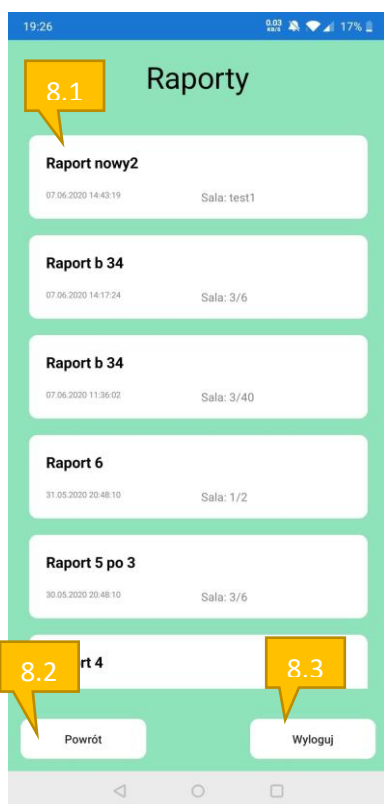 19:26
0.03
KB/S
17%
8.1
Raporty
Raport nowy2
07.06.2020 14:43:19
Sala: test1
Raport b 34
07.06.2020 14:17:24
Sala: 3/6
Raport b 34
07.06.2020 11:36:02
Sala: 3/40
Raport 6
31.05.2020 20:48:10
Sala: 1/2
Raport 5 po 3
30.05.2020 20:48:10
Sala: 3/6
8.2
rt 4
8.3
Powrót
Wyloguj